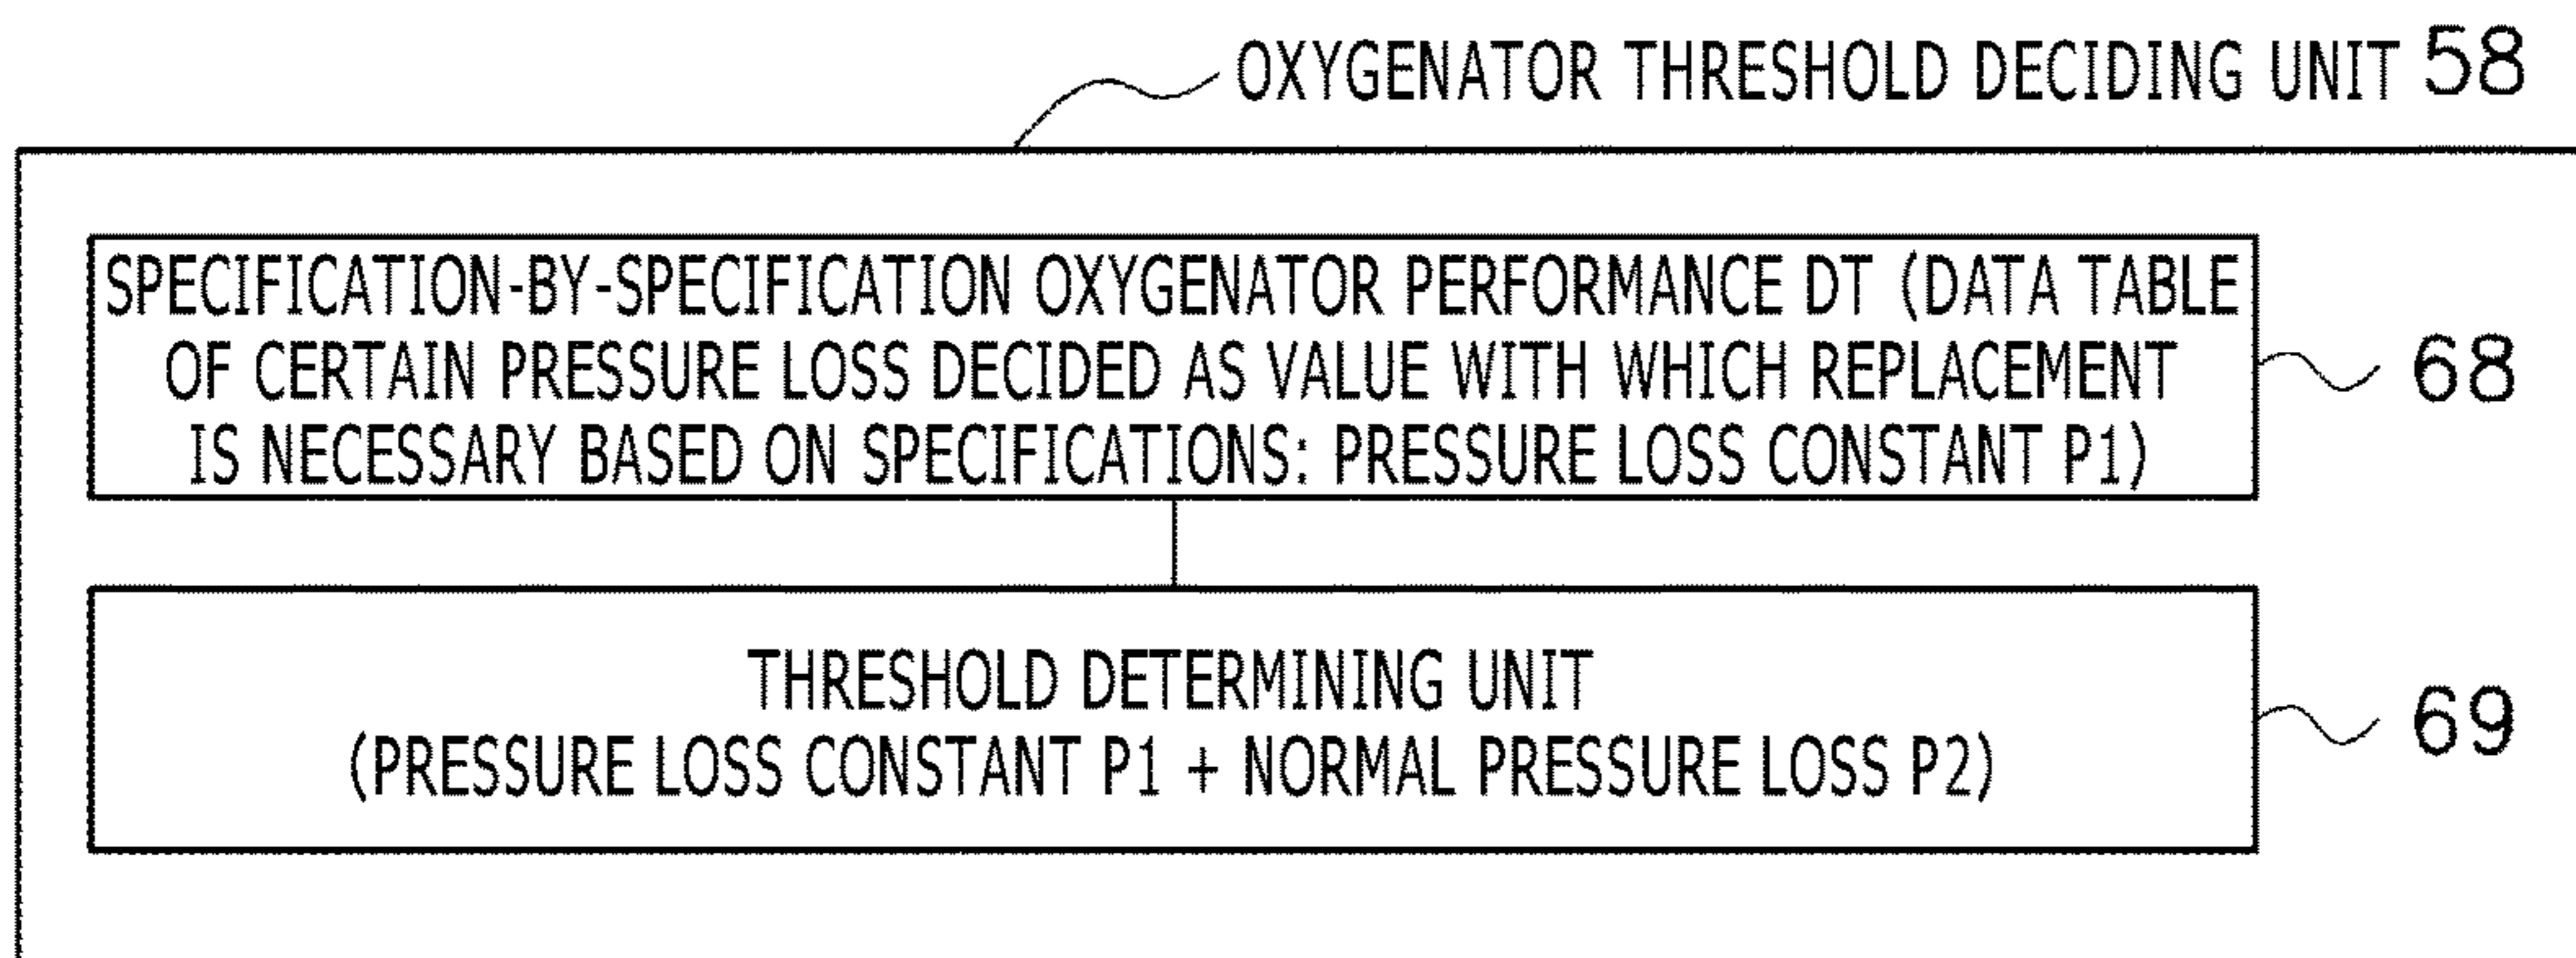 OXYGENATOR THRESHOLD DECIDING UNIT 58
SPECIFICATION-BY-SPECIFICATION OXYGENATOR PERFORMANCE DT (DATA TABLE
OF CERTAIN PRESSURE LOSS DECIDED AS VALUE WITH WHICH REPLACEMENT
IS NECESSARY BASED ON SPECIFICATIONS: PRESSURE LOSS CONSTANT P1)
68
THRESHOLD DETERMINING UNIT
(PRESSURE LOSS CONSTANT P1 + NORMAL PRESSURE LOSS P2)
69